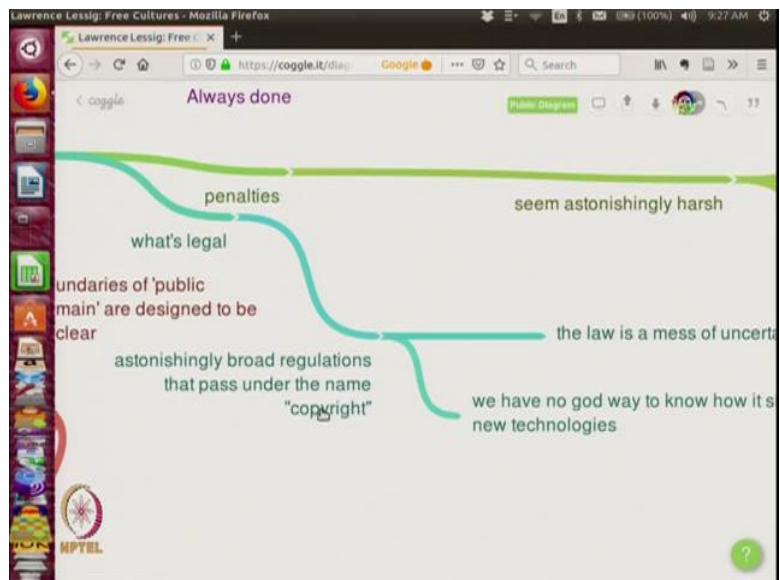 Lawrence Lessig: Free Cultures - Mozilla Firefox
En
(100%)
9:27 AM
Lawrence Lessig: Free C
https://coggle.it/diag
Google
Search
coggle
Always done
Public Diagram
penalties
seem astonishingly harsh
what's legal
undaries of 'public
main' are designed to be
clear
astonishingly broad regulations
that pass under the name
"copyright"
the law is a mess of uncerta
we have no god way to know how it s
new technologies
NPTEL
?